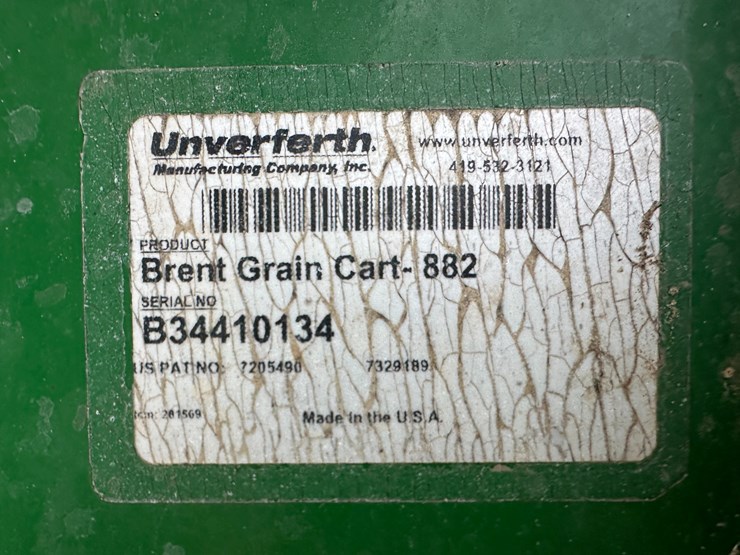 Unverferth
Manufacturing Company, Inc.
www.unverferth.com
419-532-3121
PRODUCT
Brent Grain Cart- 882
SERIAL NO
B34410134
US PAT NO: 7205490 7329189
201569
Made in the U.S.A.